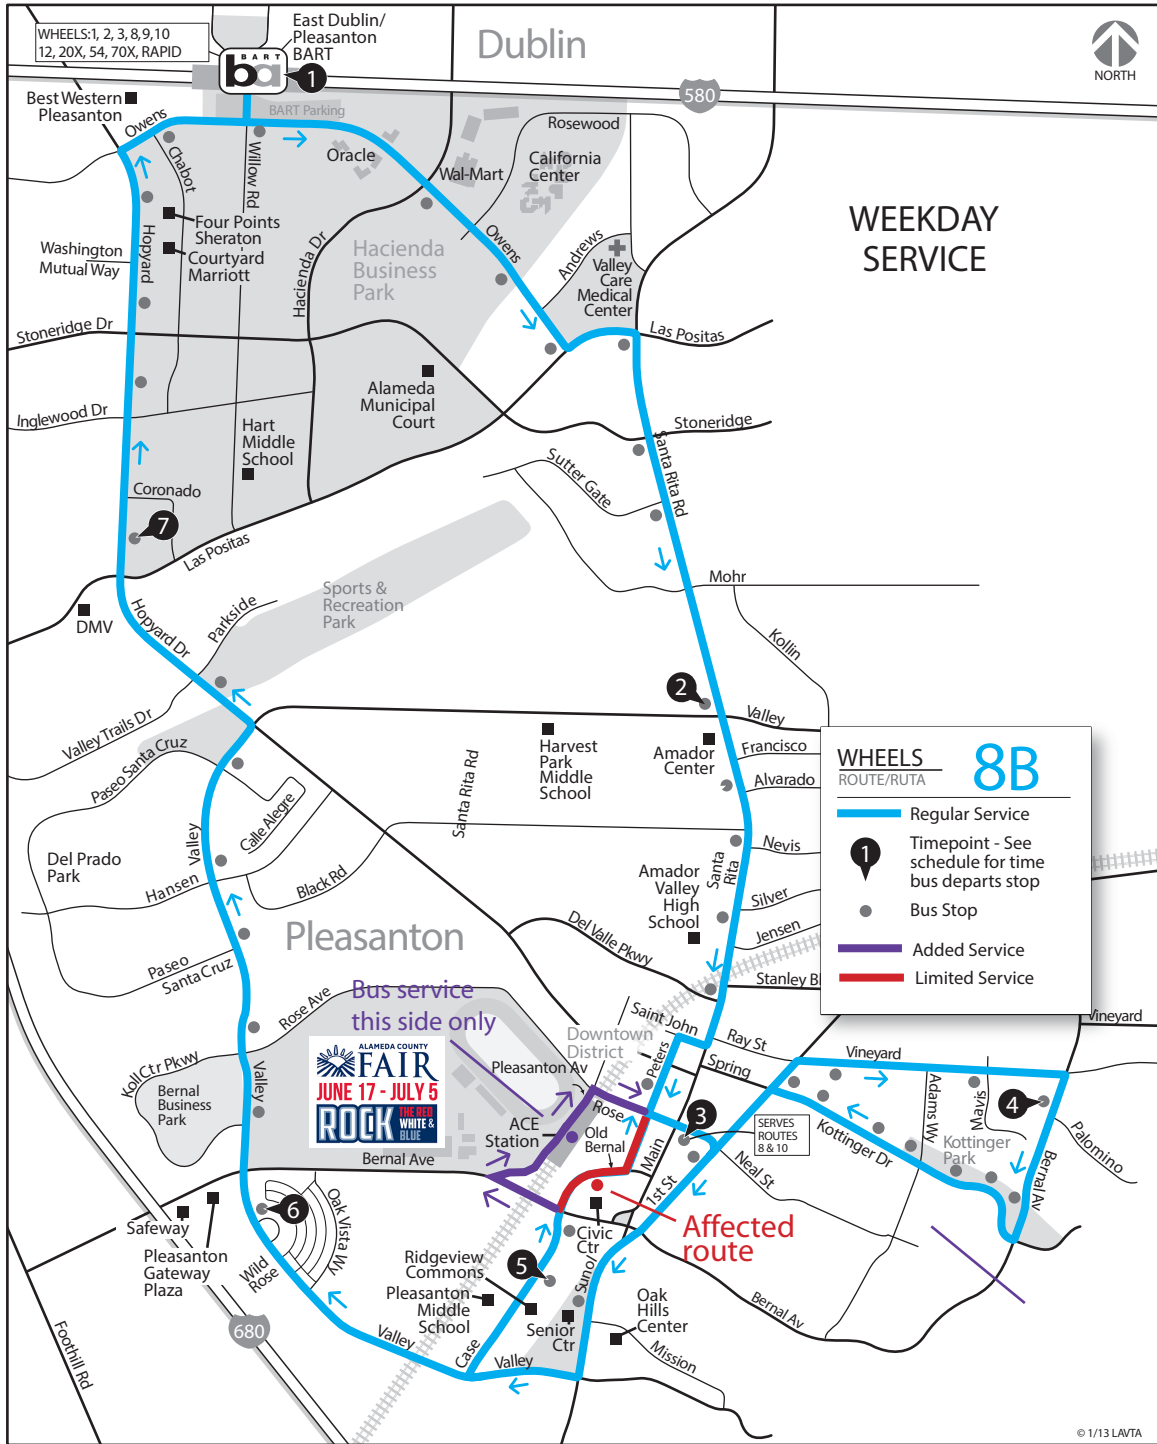 WHEELS:1, 2, 3, 8,9,10
12, 20X, 54, 70X, RAPID
East Dublin/
Pleasanton
BART
BART
ba
1
Dublin
NORTH
580
Best Western
Pleasanton
Owens
BART Parking
Chabot
Willow Rd
Oracle
Wal-Mart
Rosewood
California
Center
WEEKDAY
SERVICE
Four Points
Sheraton
Courtyard
Marriott
Washington
Mutual Way
Hopyard
Hacienda Dr
Hacienda
Business
Park
Owens
Andrews
Valley
Care
Medical
Center
Stoneridge Dr
Las Positas
Alameda
Municipal
Court
Inglewood Dr
Hart
Middle
School
Stoneridge
Santa Rita Rd
Sutter Gate
Coronado
7
Las Positas
Mohr
Sports &
Recreation
Park
Hopyard Dr
Parkside
DMV
Kollin
2
Valley Trails Dr
Paseo Santa Cruz
Valley
Harvest
Park
Middle
School
Amador
Center
Francisco
Alvarado
Santa Rita Rd
WHEELS
ROUTE/RUTA
8B
Regular Service
1
Timepoint - See
schedule for time
bus departs stop
Bus Stop
Added Service
Limited Service
Calle Alegre
Valley
Del Prado
Park
Hansen
Black Rd
Nevis
Santa
Rita
Amador
Valley
High
School
Silver
Jensen
Del Valle Pkwy
Pleasanton
Paseo
Santa Cruz
Stanley Bl
Bus service
this side only
Rose Ave
Saint John
Vineyard
Ray St
Downtown
District
Spring
Vineyard
ALAMEDA COUNTY
FAIR
JUNE 17 - JULY 5
ROCK
THE RED
WHITE &
BLUE
Koll Ctr Pkwy
Valley
Pleasanton Av
Peters
Bernal
Business
Park
Rose
ACE
Station
Old
Bernal
3
SERVES
ROUTES
8 & 10
Adams Wy
Mavis
4
Kottinger Dr
Kottinger
Park
Palomino
Main
Neal St
Bernal Ave
1st St
Bernal Av
6
Safeway
Pleasanton
Gateway
Plaza
Oak Vista Wy
Wild
Rose
Civic
Ctr
Affected
route
Ridgeview
Commons
5
Pleasanton
Middle
School
Senior
Ctr
Oak
Hills
Center
Bernal Av
680
Valley
Case
Valley
Mission
Foothill Rd
© 1/13 LAVTA